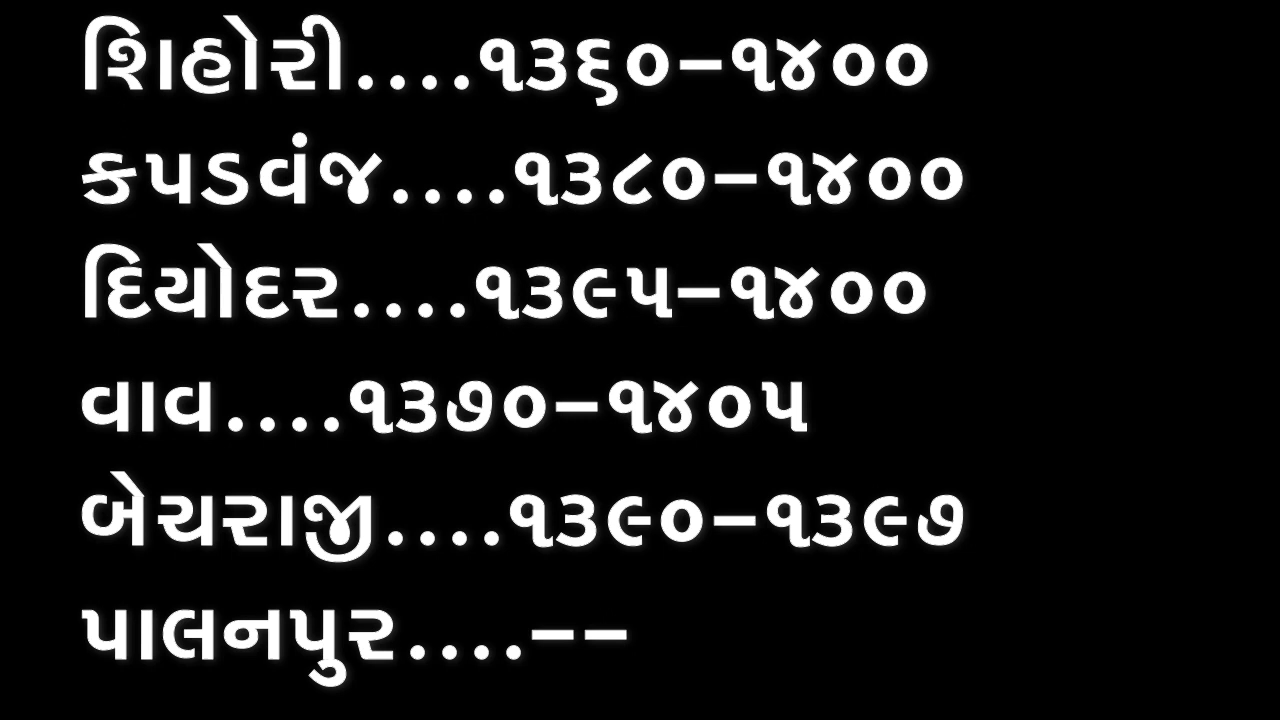 શિહોરી....૧૩૬૦–૧૪૦૦
કપડવંજ....૧૩૮૦–૧૪૦૦
દિયોદર....૧૩૯૫–૧૪૦૦
વાવ....૧૩૭૦–૧૪૦૫
બેચરાજી....૧૩૯૦–૧૩૯૭
પાલનપુર....––